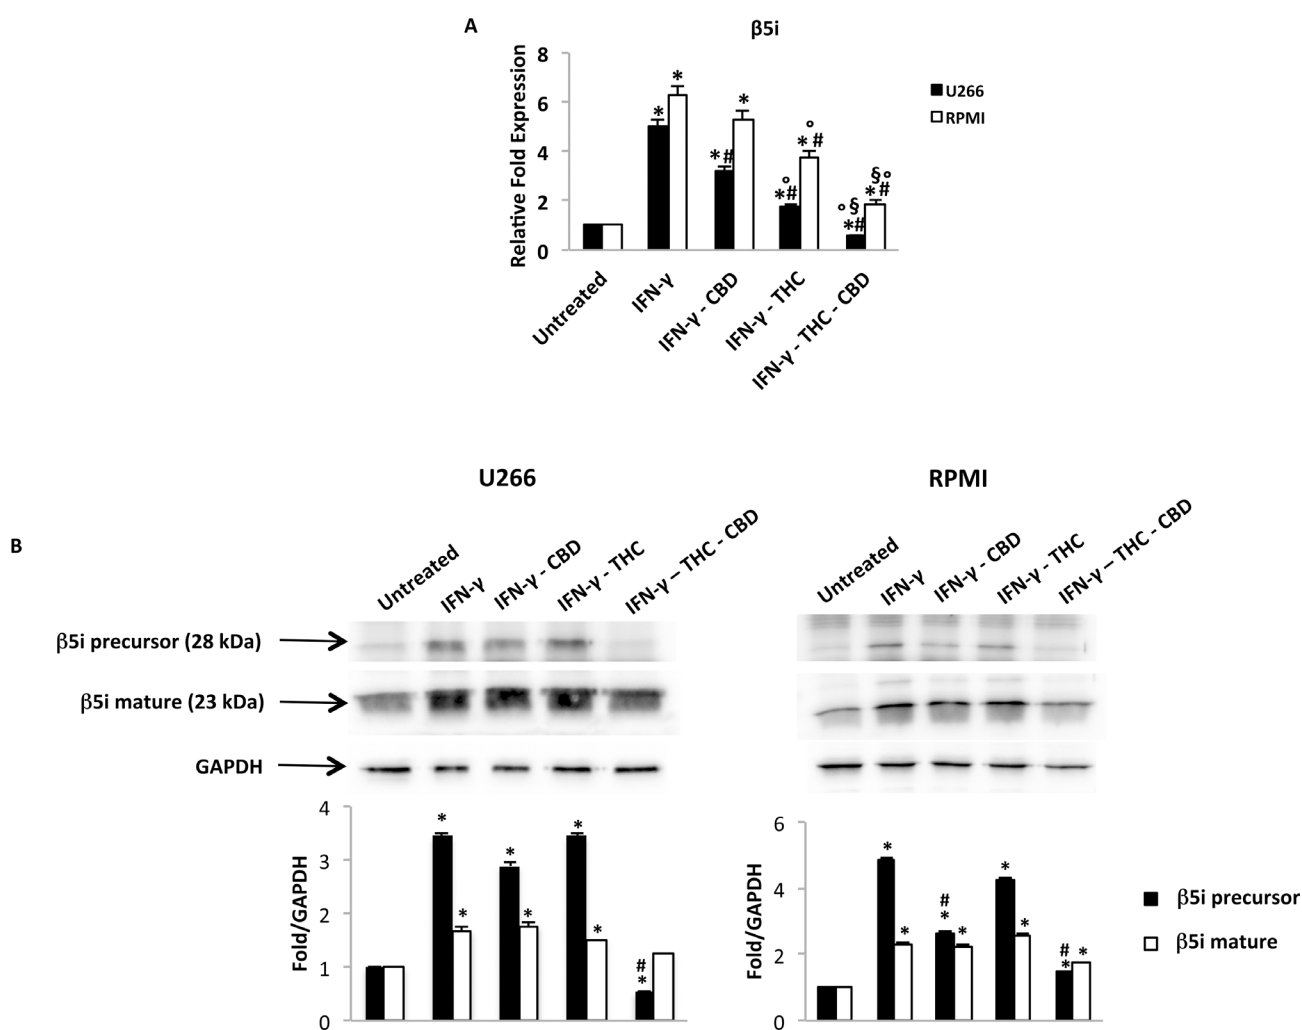 A
β5i
Relative Fold Expression
8
6
4
2
0
* *
*# *
°
*#
°
*#
° §
*#
§ °
*#
U266
RPMI
Untreated
IFN-γ
IFN-γ - CBD
IFN-γ - THC
IFN-γ - THC - CBD
B
U266
RPMI
Untreated
IFN-γ
IFN-γ - CBD
IFN-γ - THC
IFN-γ – THC - CBD
Untreated
IFN-γ
IFN-γ - CBD
IFN-γ - THC
IFN-γ – THC - CBD
β5i precursor (28 kDa)
β5i mature (23 kDa)
GAPDH
Fold/GAPDH
4
3
2
1
0
* *
* *
* *
#
*
Fold/GAPDH
6
4
2
0
* *
#
* *
* *
#
* *
β5i precursor
β5i mature